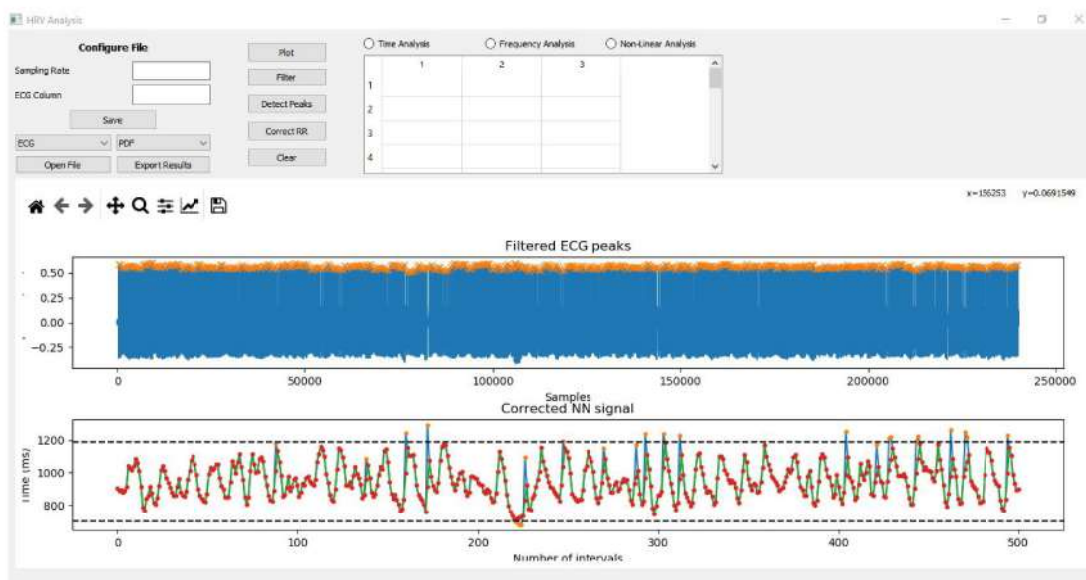 HRV Analysis
Configure File
Sampling Rate
ECG Column
Save
ECG PDF
Open File Export Results
Plot
Filter
Detect Peaks
Correct RR
Clear
Time Analysis Frequency Analysis Non-Linear Analysis
1 2 3
1
2
3
4
x=156253 y=0.0691549
Filtered ECG peaks
0.50
0.25
0.00
−0.25
0 50000 100000 150000 200000 250000
Samples
Corrected NN signal
Time (ms)
1200
1000
800
0 100 200 300 400 500
Number of intervals